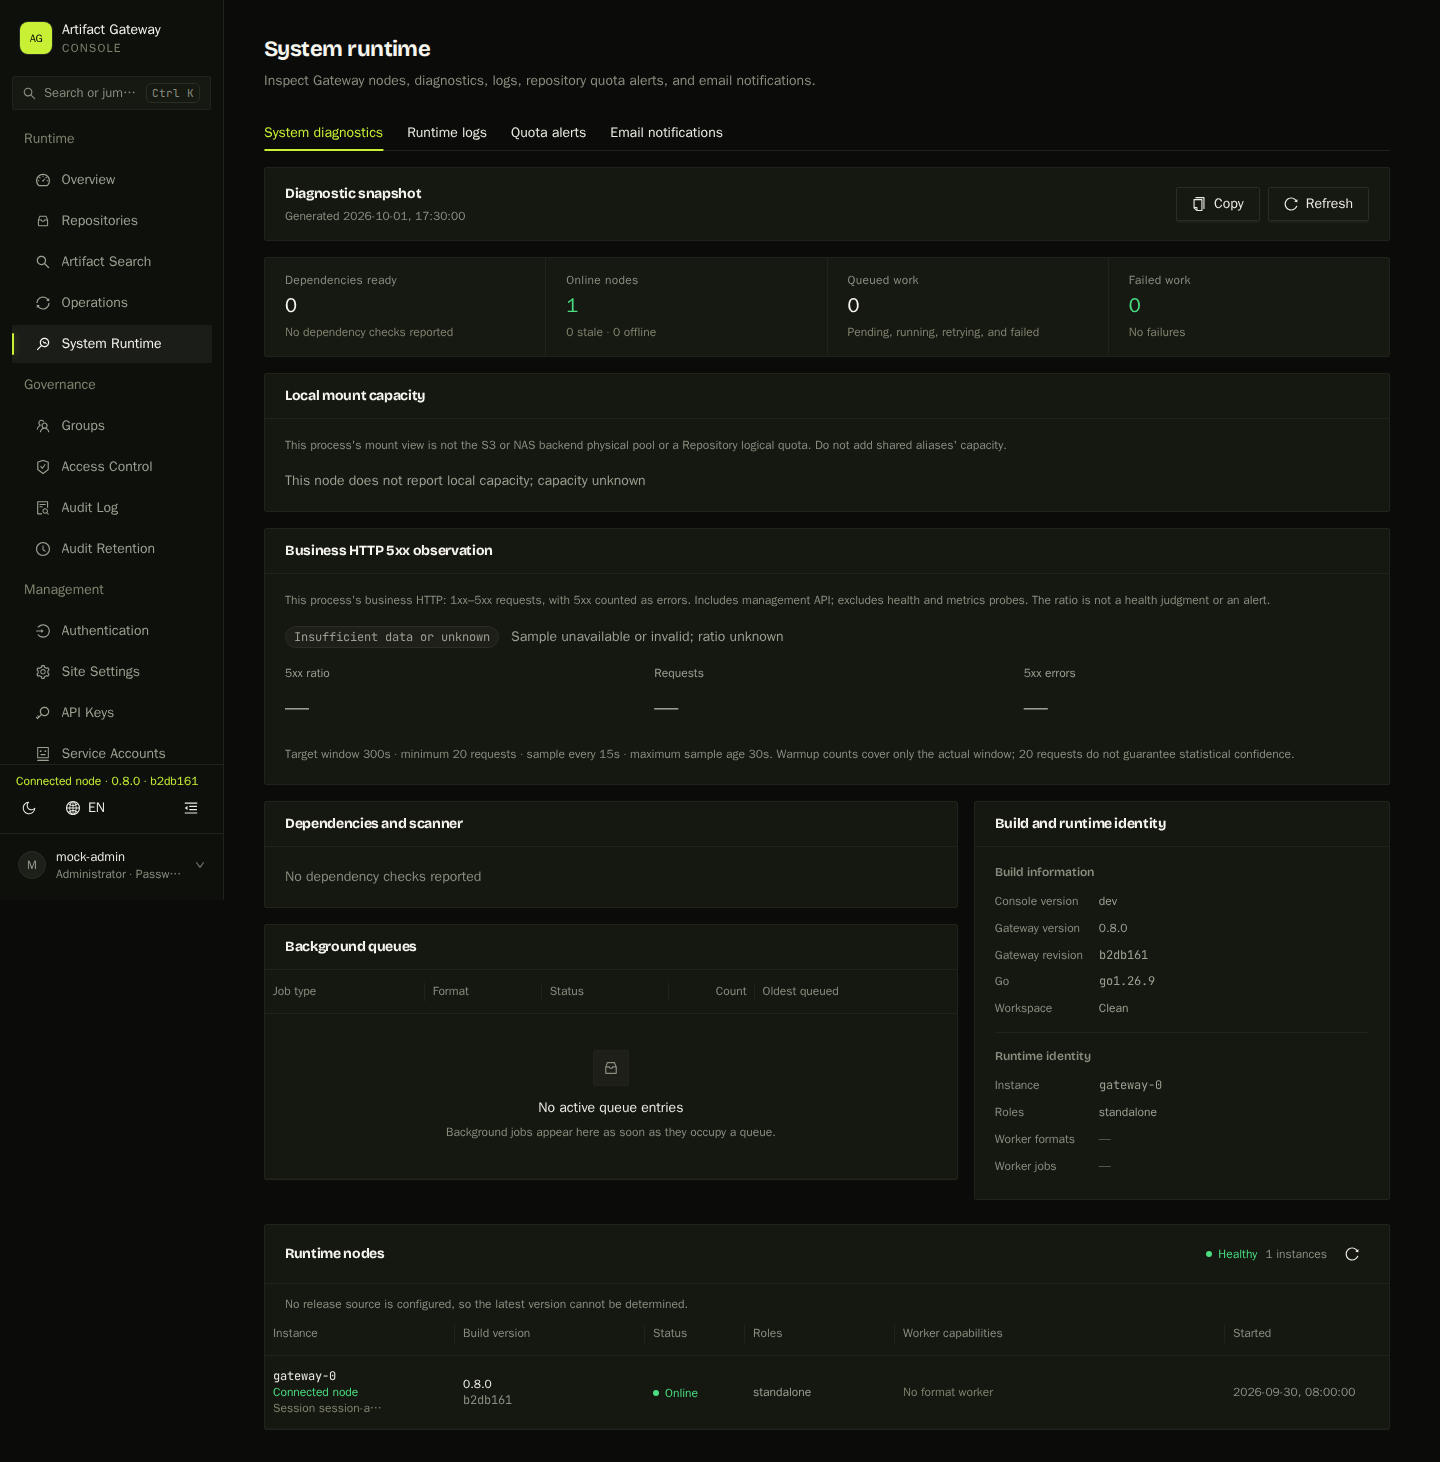 AG
Artifact Gateway
CONSOLE
Search or jum···
Ctrl K
Runtime
Overview
Repositories
Artifact Search
Operations
System Runtime
Governance
Groups
Access Control
Audit Log
Audit Retention
Management
Authentication
Site Settings
API Keys
Service Accounts
Connected node · 0.8.0 · b2db161
EN
M
mock-admin
Administrator · Passw···
System runtime
Inspect Gateway nodes, diagnostics, logs, repository quota alerts, and email notifications.
System diagnostics
Runtime logs
Quota alerts
Email notifications
Diagnostic snapshot
Generated 2026-10-01, 17:30:00
Copy
Refresh
Dependencies ready
0
No dependency checks reported
Online nodes
1
0 stale · 0 offline
Queued work
0
Pending, running, retrying, and failed
Failed work
0
No failures
Local mount capacity
This process's mount view is not the S3 or NAS backend physical pool or a Repository logical quota. Do not add shared aliases' capacity.
This node does not report local capacity; capacity unknown
Business HTTP 5xx observation
This process's business HTTP: 1xx–5xx requests, with 5xx counted as errors. Includes management API; excludes health and metrics probes. The ratio is not a health judgment or an alert.
Insufficient data or unknown
Sample unavailable or invalid; ratio unknown
5xx ratio
—
Requests
—
5xx errors
—
Target window 300s · minimum 20 requests · sample every 15s · maximum sample age 30s. Warmup counts cover only the actual window; 20 requests do not guarantee statistical confidence.
Dependencies and scanner
No dependency checks reported
Background queues
Job type
Format
Status
Count
Oldest queued
No active queue entries
Background jobs appear here as soon as they occupy a queue.
Build and runtime identity
Build information
Console version dev
Gateway version 0.8.0
Gateway revision b2db161
Go go1.26.9
Workspace Clean
Runtime identity
Instance gateway-0
Roles standalone
Worker formats —
Worker jobs —
Runtime nodes
Healthy
1 instances
No release source is configured, so the latest version cannot be determined.
Instance
Build version
Status
Roles
Worker capabilities
Started
gateway-0
Connected node
Session session-a···
0.8.0
b2db161
Online
standalone
No format worker
2026-09-30, 08:00:00